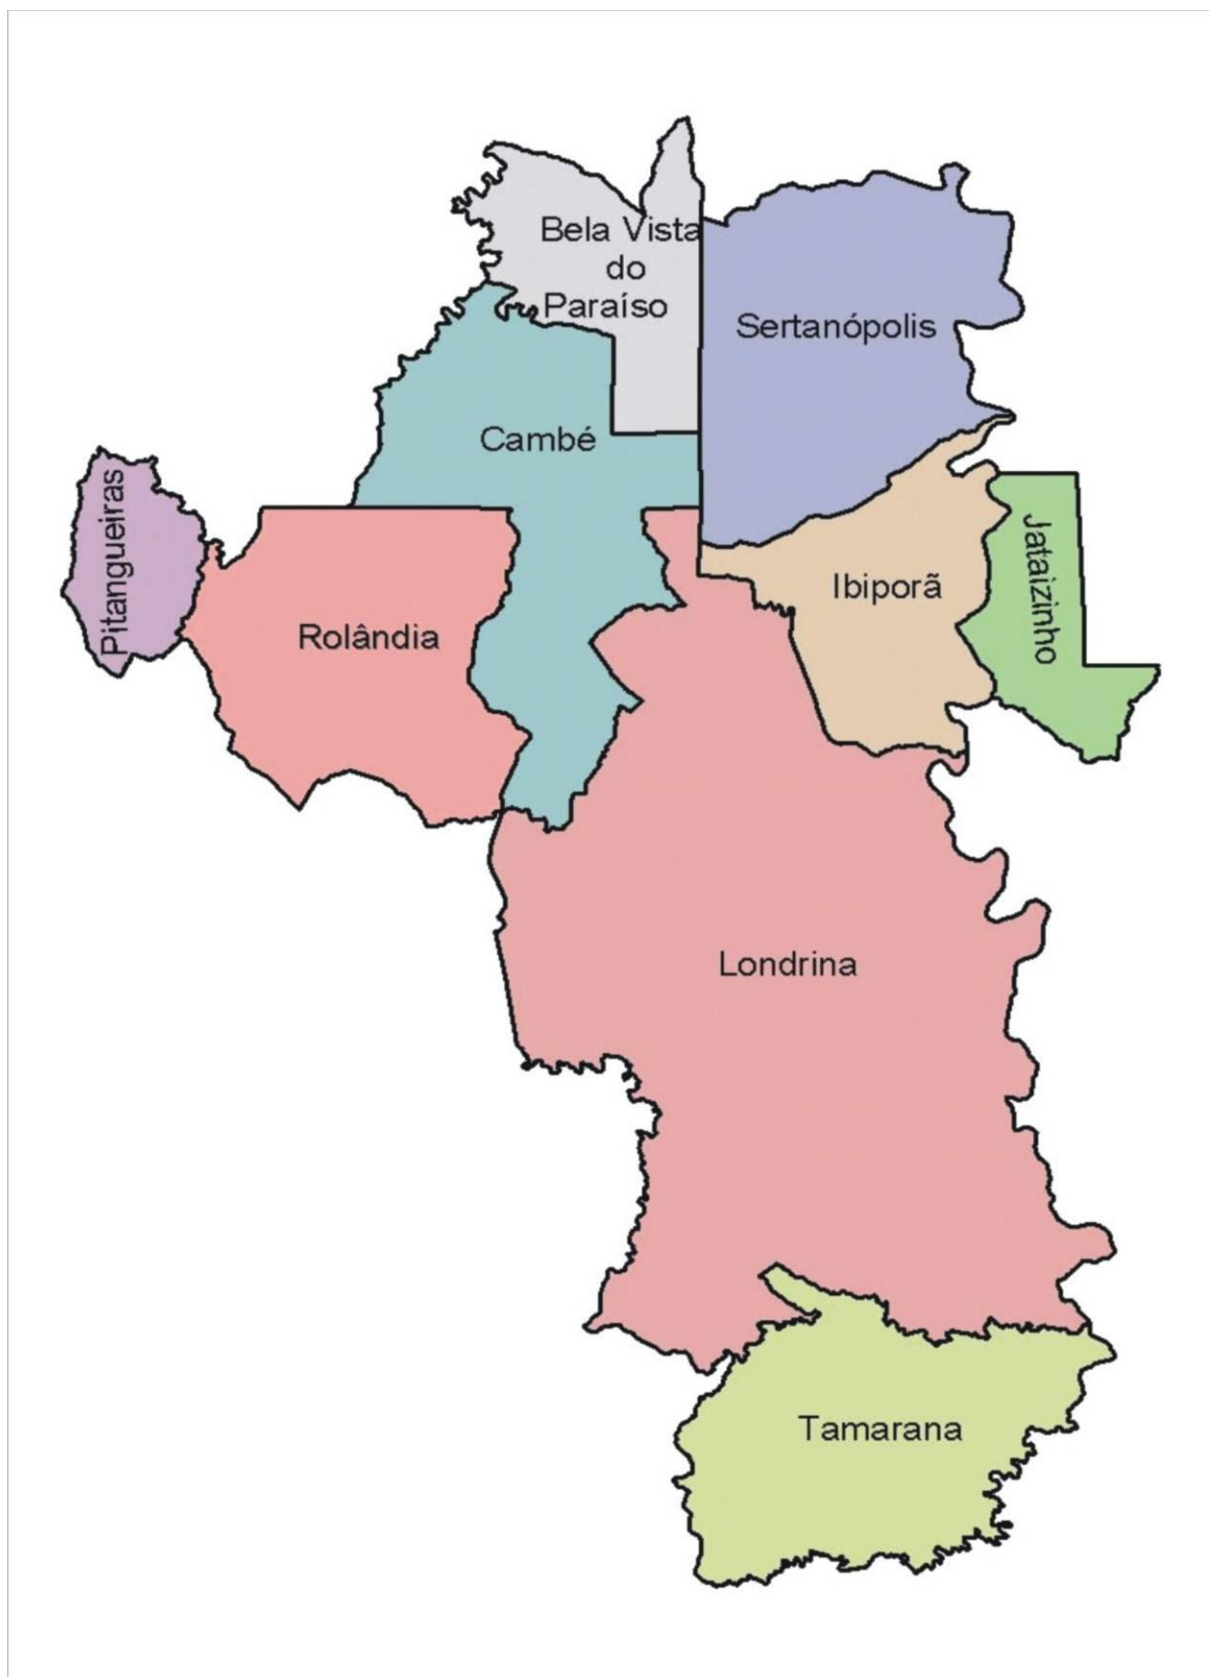 Bela Vista
do
Paraíso
Sertanópolis
Cambé
Pitangueiras
Jataizinho
Ibiporã
Rolândia
Londrina
Tamarana